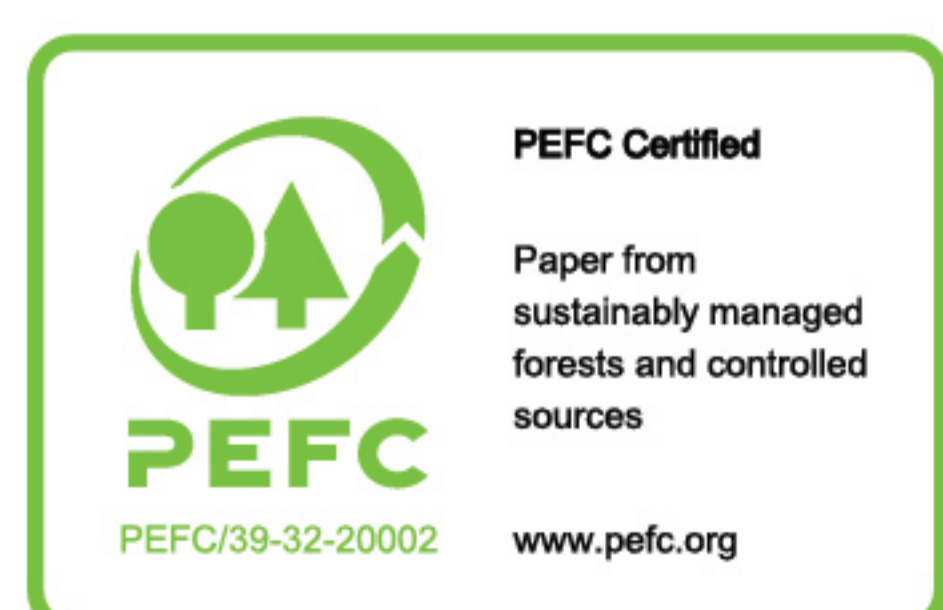 PEFC
PEFC/39-32-20002
PEFC Certified
Paper from
sustainably managed
forests and controlled
sources
www.pefc.org